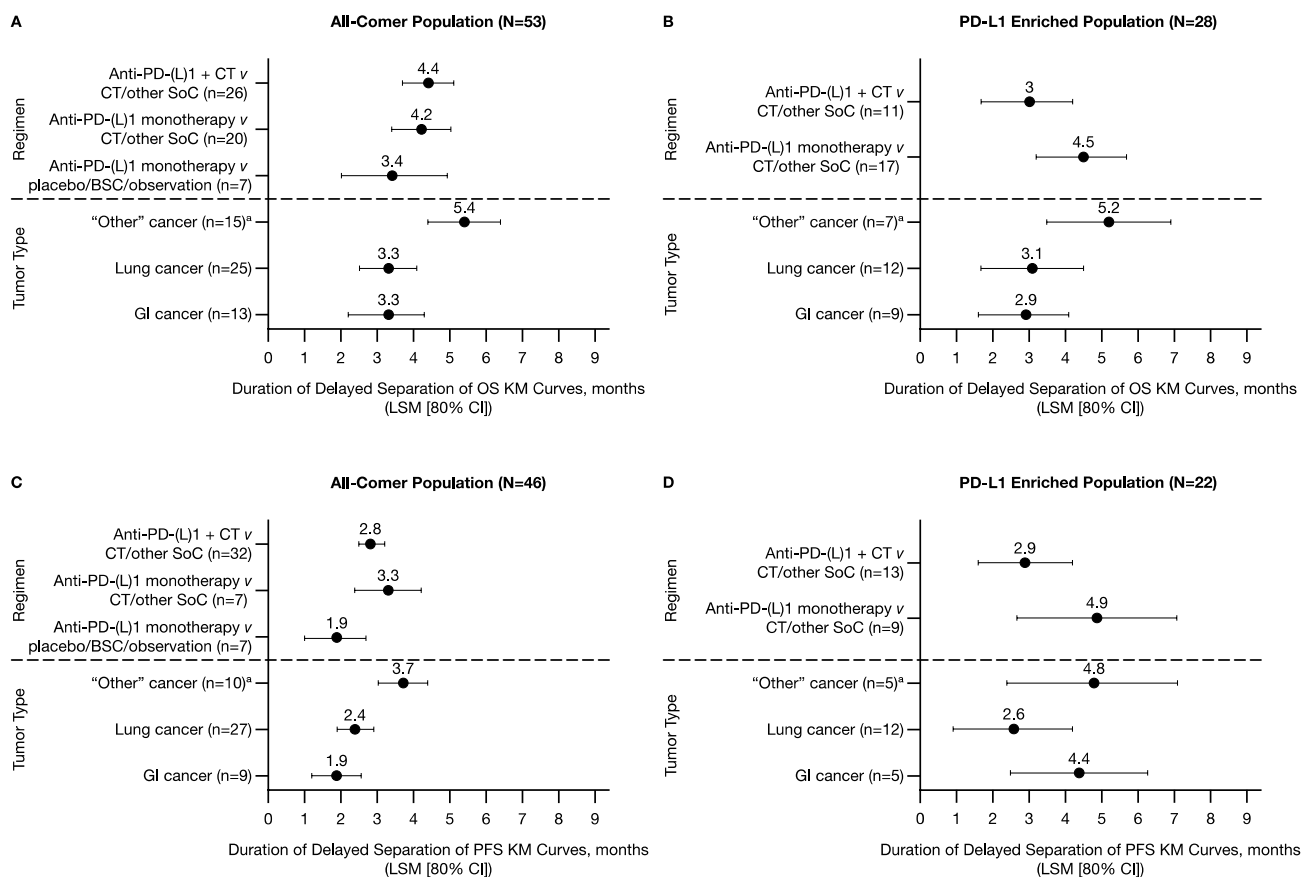 A
All-Comer Population (N=53)
Regimen
Anti-PD-(L)1 + CT v
CT/other SoC (n=26)
4.4
Anti-PD-(L)1 monotherapy v
CT/other SoC (n=20)
4.2
Anti-PD-(L)1 monotherapy v
placebo/BSC/observation (n=7)
3.4
Tumor Type
“Other” cancer (n=15)a
5.4
Lung cancer (n=25)
3.3
GI cancer (n=13)
3.3
0 1 2 3 4 5 6 7 8 9
Duration of Delayed Separation of OS KM Curves, months
(LSM [80% CI])
B
PD-L1 Enriched Population (N=28)
Regimen
Anti-PD-(L)1 + CT v
CT/other SoC (n=11)
3
Anti-PD-(L)1 monotherapy v
CT/other SoC (n=17)
4.5
Tumor Type
“Other” cancer (n=7)a
5.2
Lung cancer (n=12)
3.1
GI cancer (n=9)
2.9
0 1 2 3 4 5 6 7 8 9
Duration of Delayed Separation of OS KM Curves, months
(LSM [80% CI])
C
All-Comer Population (N=46)
Regimen
Anti-PD-(L)1 + CT v
CT/other SoC (n=32)
2.8
Anti-PD-(L)1 monotherapy v
CT/other SoC (n=7)
3.3
Anti-PD-(L)1 monotherapy v
placebo/BSC/observation (n=7)
1.9
Tumor Type
“Other” cancer (n=10)a
3.7
Lung cancer (n=27)
2.4
GI cancer (n=9)
1.9
0 1 2 3 4 5 6 7 8 9
Duration of Delayed Separation of PFS KM Curves, months
(LSM [80% CI])
D
PD-L1 Enriched Population (N=22)
Regimen
Anti-PD-(L)1 + CT v
CT/other SoC (n=13)
2.9
Anti-PD-(L)1 monotherapy v
CT/other SoC (n=9)
4.9
Tumor Type
“Other” cancer (n=5)a
4.8
Lung cancer (n=12)
2.6
GI cancer (n=5)
4.4
0 1 2 3 4 5 6 7 8 9
Duration of Delayed Separation of PFS KM Curves, months
(LSM [80% CI])